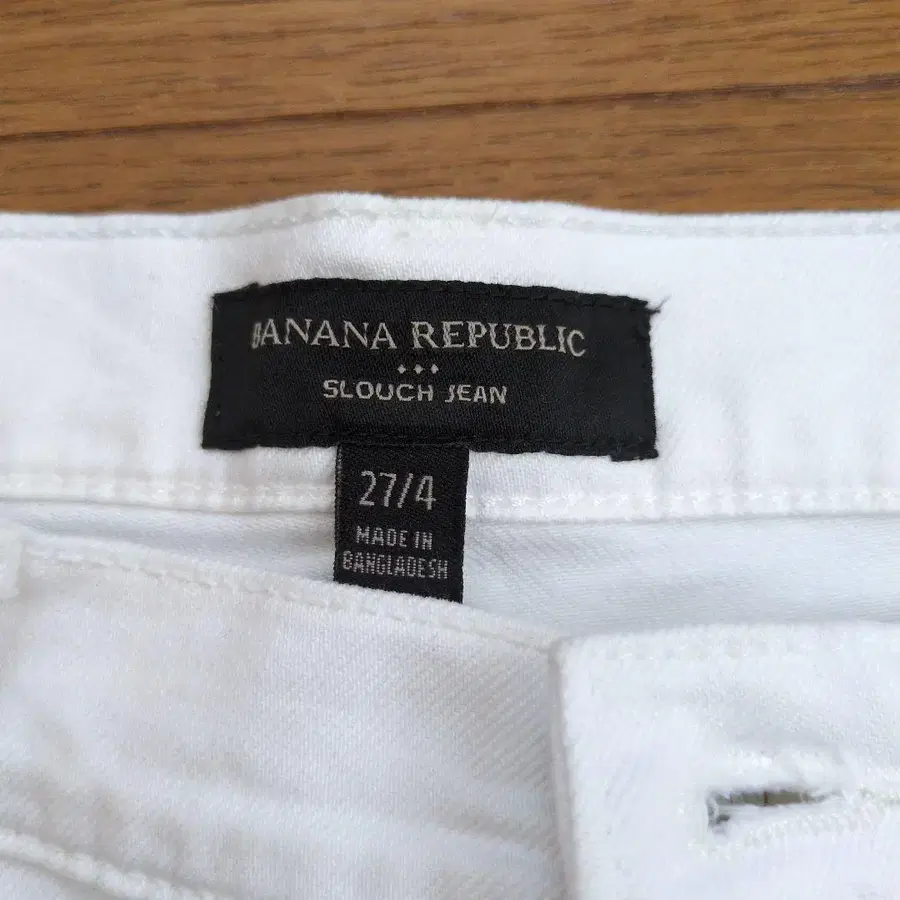 BANANA REPUBLIC
SLOUCH JEAN
27/4
MADE IN
BANGLADESH